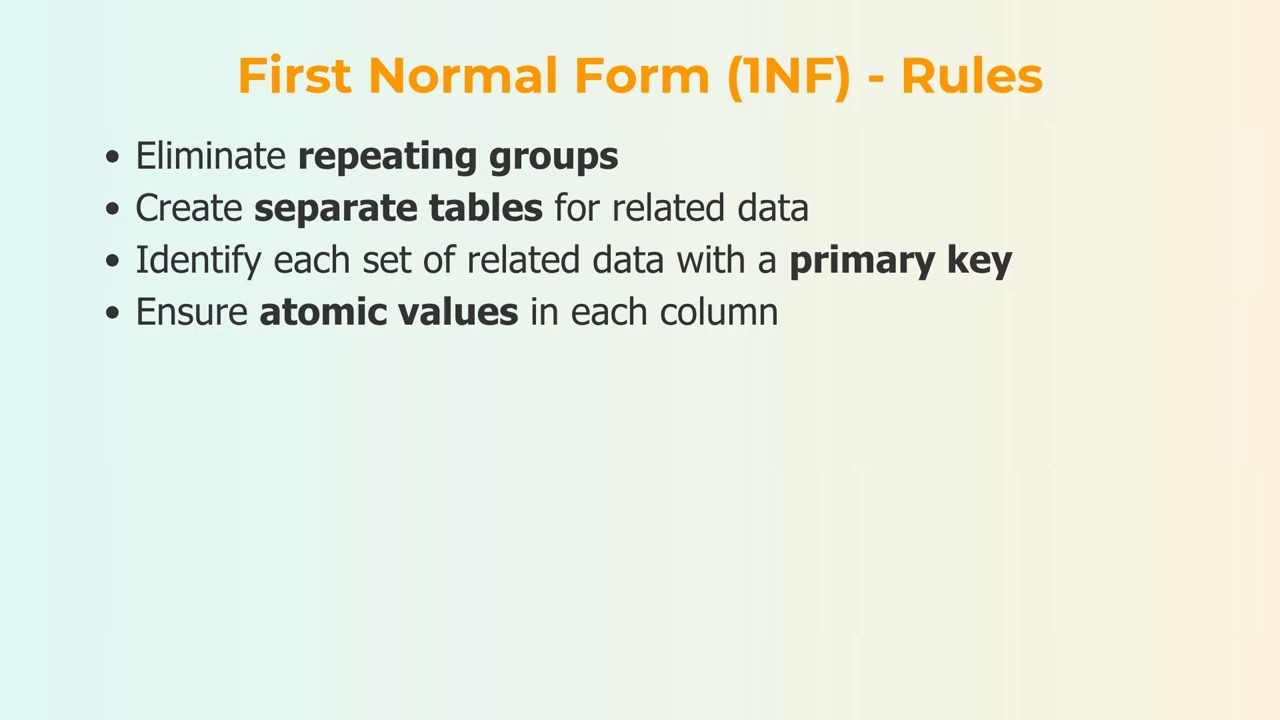 First Normal Form (1NF) - Rules
• Eliminate repeating groups
• Create separate tables for related data
• Identify each set of related data with a primary key
• Ensure atomic values in each column